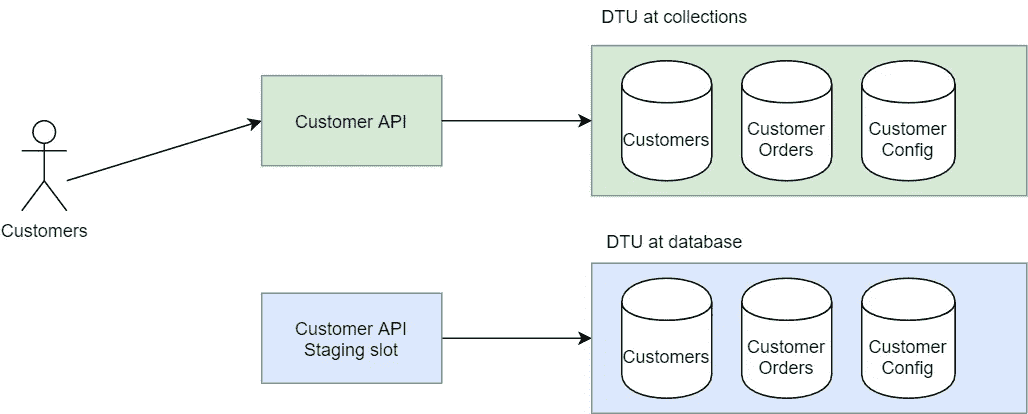 DTU at collections
Customer API
Customers
Customer
Orders
Customer
Config
Customers
DTU at database
Customer API
Staging slot
Customers
Customer
Orders
Customer
Config